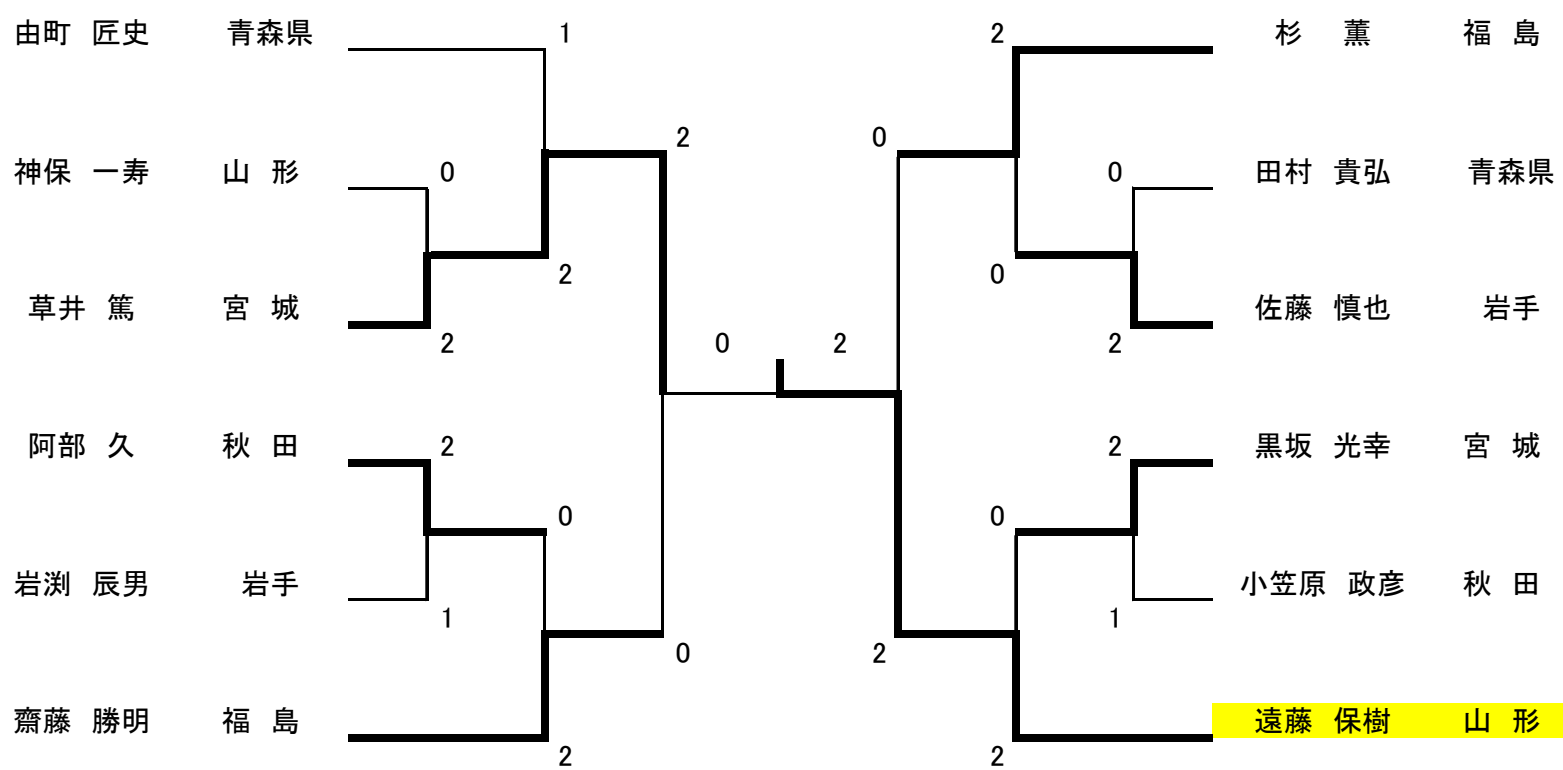 由町 匠史 青森県 1 2 杉 薫 福 島
2 0
神保 一寿 山 形 0 0 田村 貴弘 青森県
2 0
草井 篤 宮 城 佐藤 慎也 岩手
2 0 2 2
阿部 久 秋 田 2 2 黒坂 光幸 宮 城
0 0
岩渕 辰男 岩手 小笠原 政彦 秋 田
1 1
0 2
齋藤 勝明 福 島 遠藤 保樹 山 形
2 2